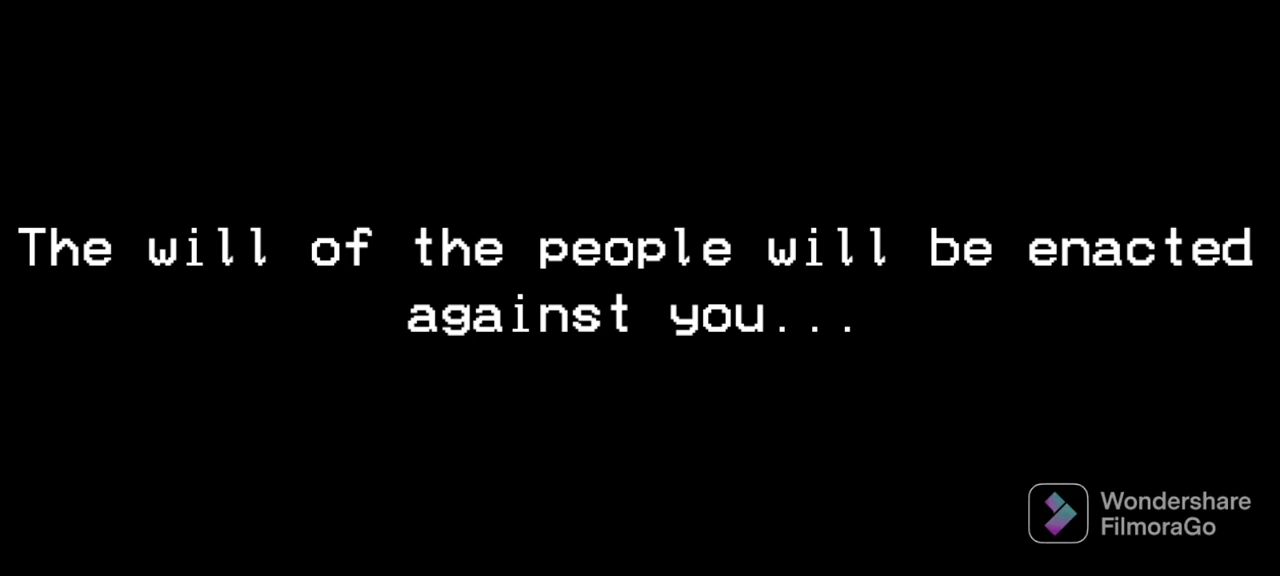 The will of the people will be enacted
against you...
Wondershare
FilmoraGo